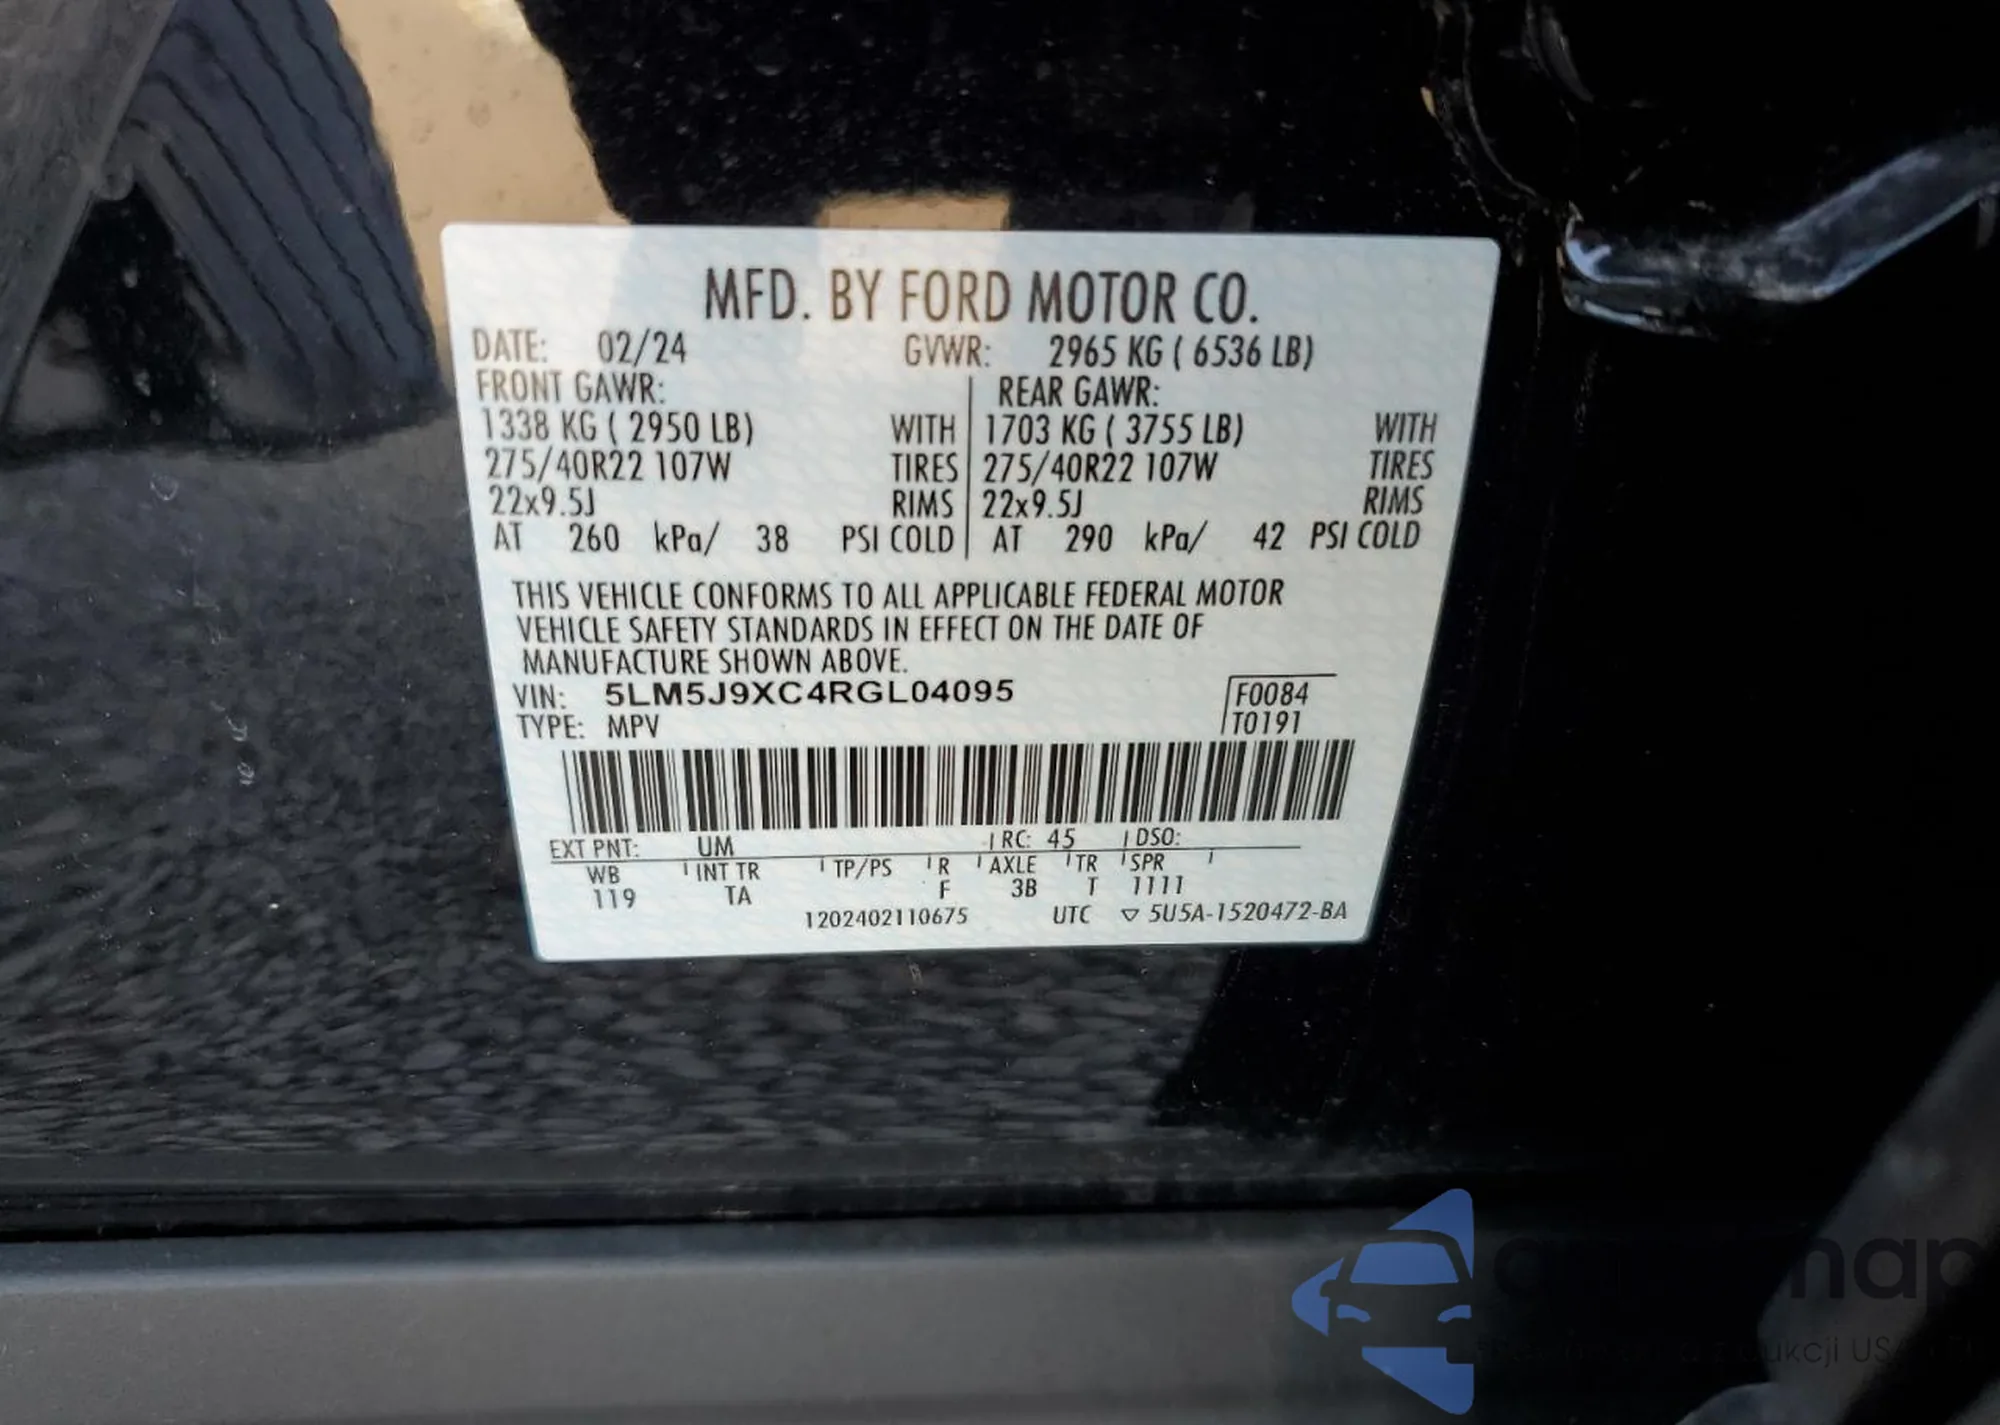 MFD. BY FORD MOTOR CO.
DATE: 02/24 GVWR: 2965 KG ( 6536 LB)
FRONT GAWR: REAR GAWR:
1338 KG ( 2950 LB) WITH 1703 KG ( 3755 LB) WITH
275/40R22 107W TIRES 275/40R22 107W TIRES
22x9.5J RIMS 22x9.5J RIMS
AT 260 kPa/ 38 PSI COLD AT 290 kPa/ 42 PSI COLD
THIS VEHICLE CONFORMS TO ALL APPLICABLE FEDERAL MOTOR
VEHICLE SAFETY STANDARDS IN EFFECT ON THE DATE OF
MANUFACTURE SHOWN ABOVE.
VIN: 5LM5J9XC4RGL04095 F0084
TYPE: MPV T0191
EXT PNT: UM RC: 45 DSO:
WB INT TR TP/PS R AXLE TR SPR
119 TA F 3B T 1111
1202402110675 UTC ▽ 5U5A-1520472-BA
USA